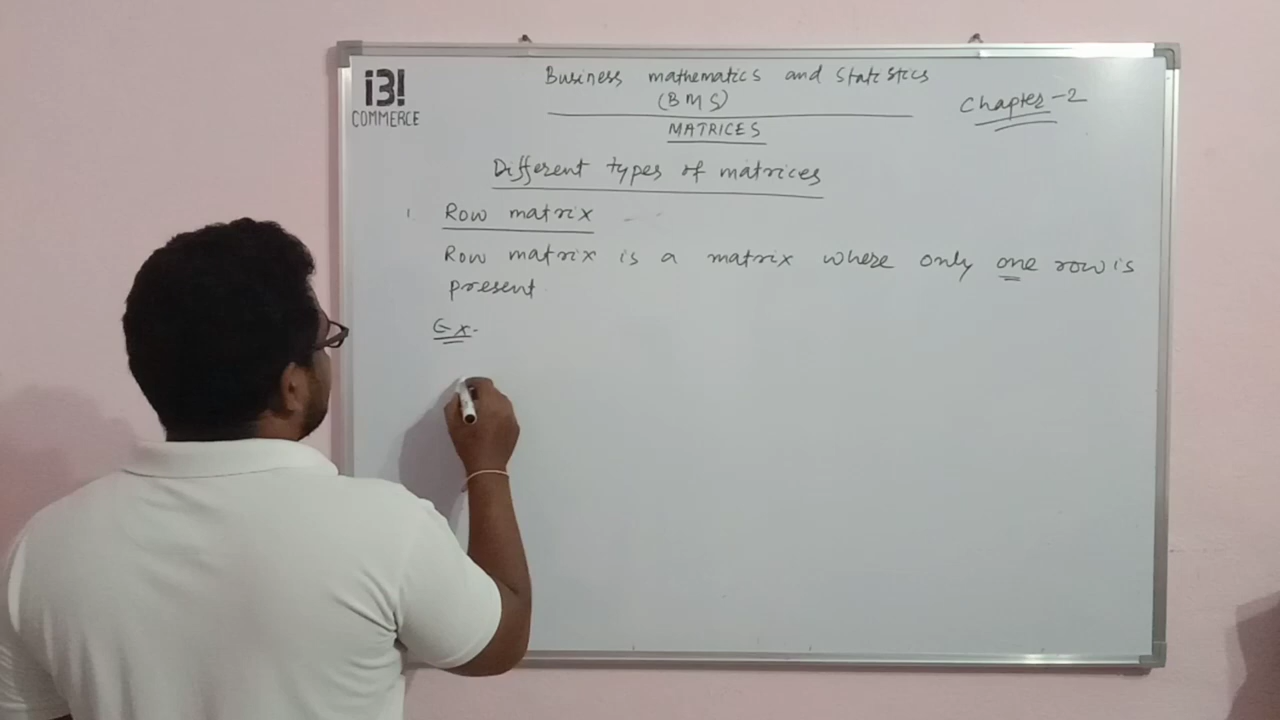 i3!
COMMERCE
Business mathematics and Statistics
(BMS)
Chapter-2
MATRICES
Different types of matrices
1. Row matrix
Row matrix is a matrix where only one row is
present
Ex-